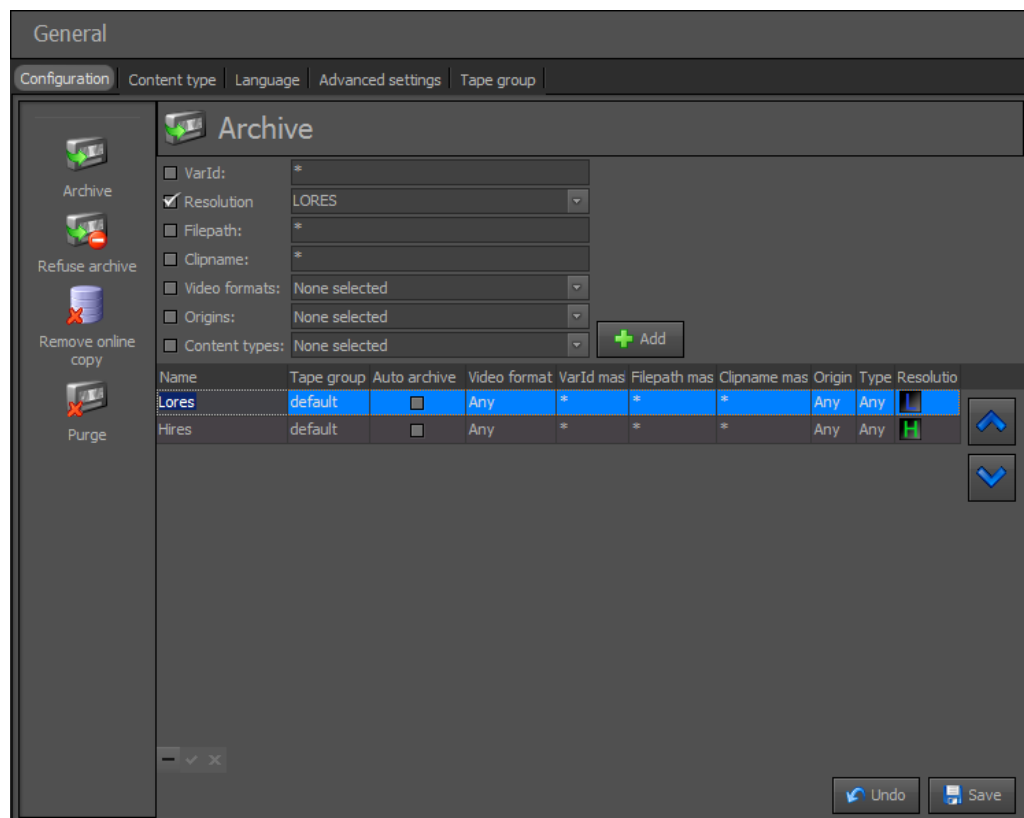 General
Configuration Content type Language Advanced settings Tape group
Archive
Refuse archive
Remove online
copy
Purge
Archive
VarId: *
Resolution LORES
Filepath: *
Clipname: *
Video formats: None selected
Origins: None selected
Content types: None selected
Add
Name Tape group Auto archive Video format VarId mas Filepath mas Clipname mas Origin Type Resolutio
Lores default Any * * * Any Any L
Hires default Any * * * Any Any H
Undo Save